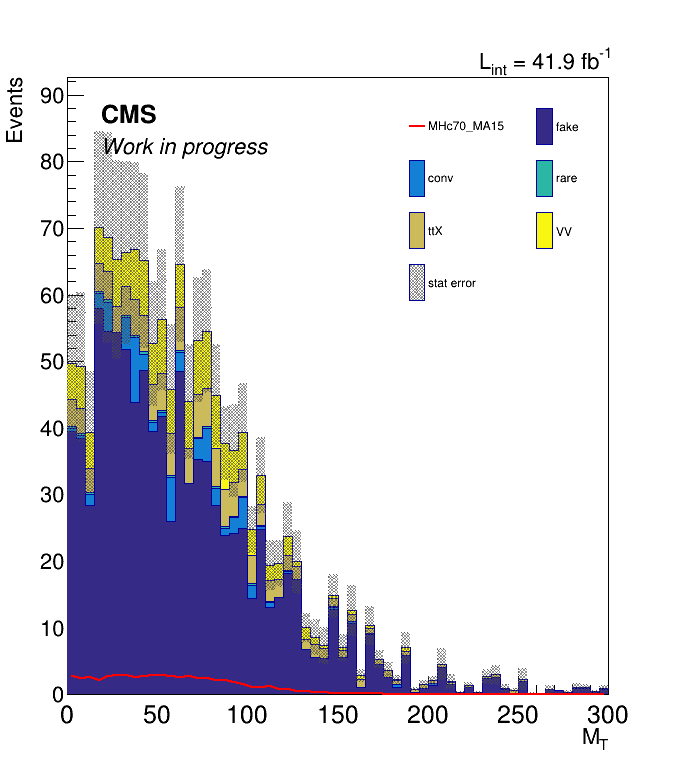 L_int = 41.9 fb^-1
Events
CMS
Work in progress
MHc70_MA15
fake
conv
rare
ttX
VV
stat error
90
80
70
60
50
40
30
20
10
0
0 50 100 150 200 250 300
M_T